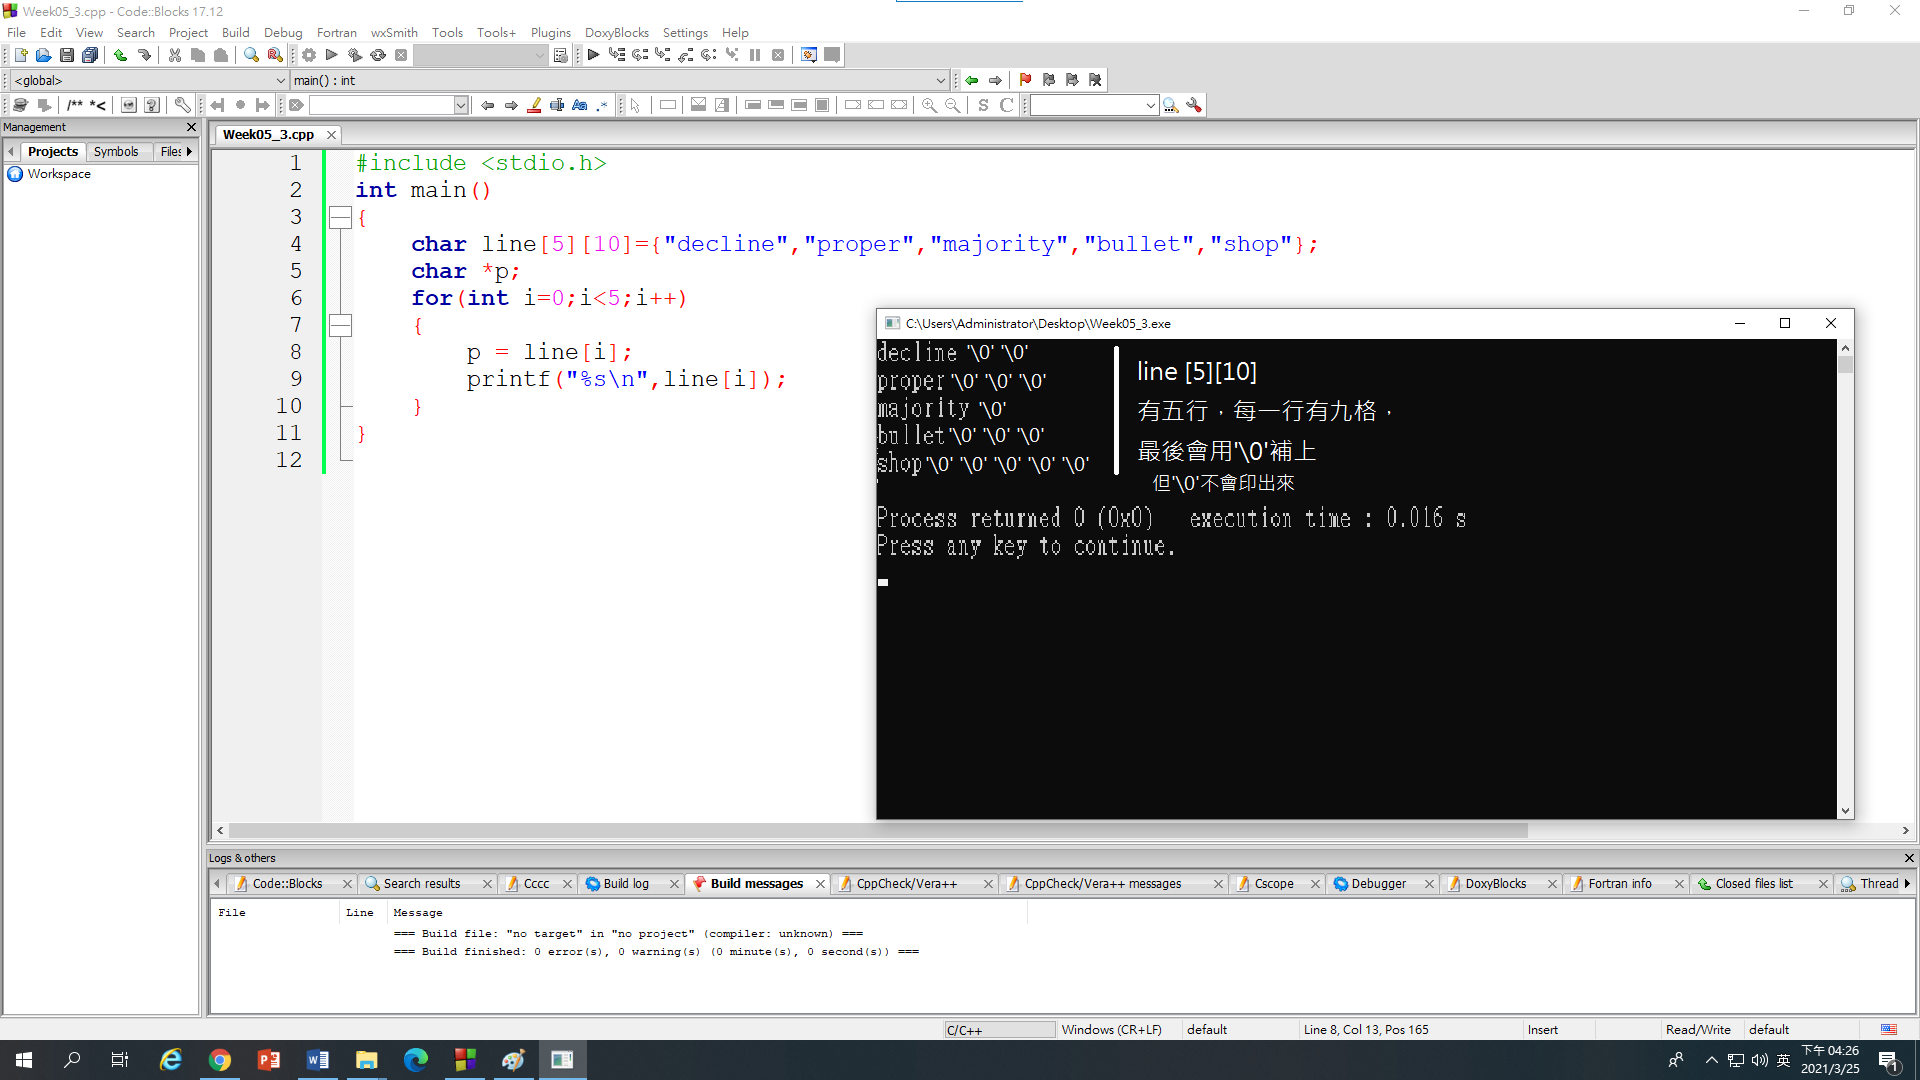 Week05_3.cpp - Code::Blocks 17.12
File Edit View Search Project Build Debug Fortran wxSmith Tools Tools+ Plugins DoxyBlocks Settings Help
<global> main() : int
/** *<
S C
Management
Projects Symbols Files
Workspace
Week05_3.cpp
1 #include <stdio.h>
2 int main()
3 {
4 char line[5][10]={"decline","proper","majority","bullet","shop"};
5 char *p;
6 for(int i=0;i<5;i++)
7 {
8 p = line[i];
9 printf("%s\n",line[i]);
10 }
11 }
12
C:\Users\Administrator\Desktop\Week05_3.exe
decline '\0' '\0'
proper '\0' '\0' '\0'
majority '\0'
bullet '\0' '\0' '\0'
shop '\0' '\0' '\0' '\0' '\0'
line [5][10]
有五行，每一行有九格，
最後會用'\0'補上
但'\0'不會印出來
Process returned 0 (0x0) execution time : 0.016 s
Press any key to continue.
Logs & others
Code::Blocks Search results Cccc Build log Build messages CppCheck/Vera++ CppCheck/Vera++ messages Cscope Debugger DoxyBlocks Fortran info Closed files list Thread
File Line Message
=== Build file: "no target" in "no project" (compiler: unknown) ===
=== Build finished: 0 error(s), 0 warning(s) (0 minute(s), 0 second(s)) ===
C/C++ Windows (CR+LF) default Line 8, Col 13, Pos 165 Insert Read/Write default
英 下午 04:26
2021/3/25 1